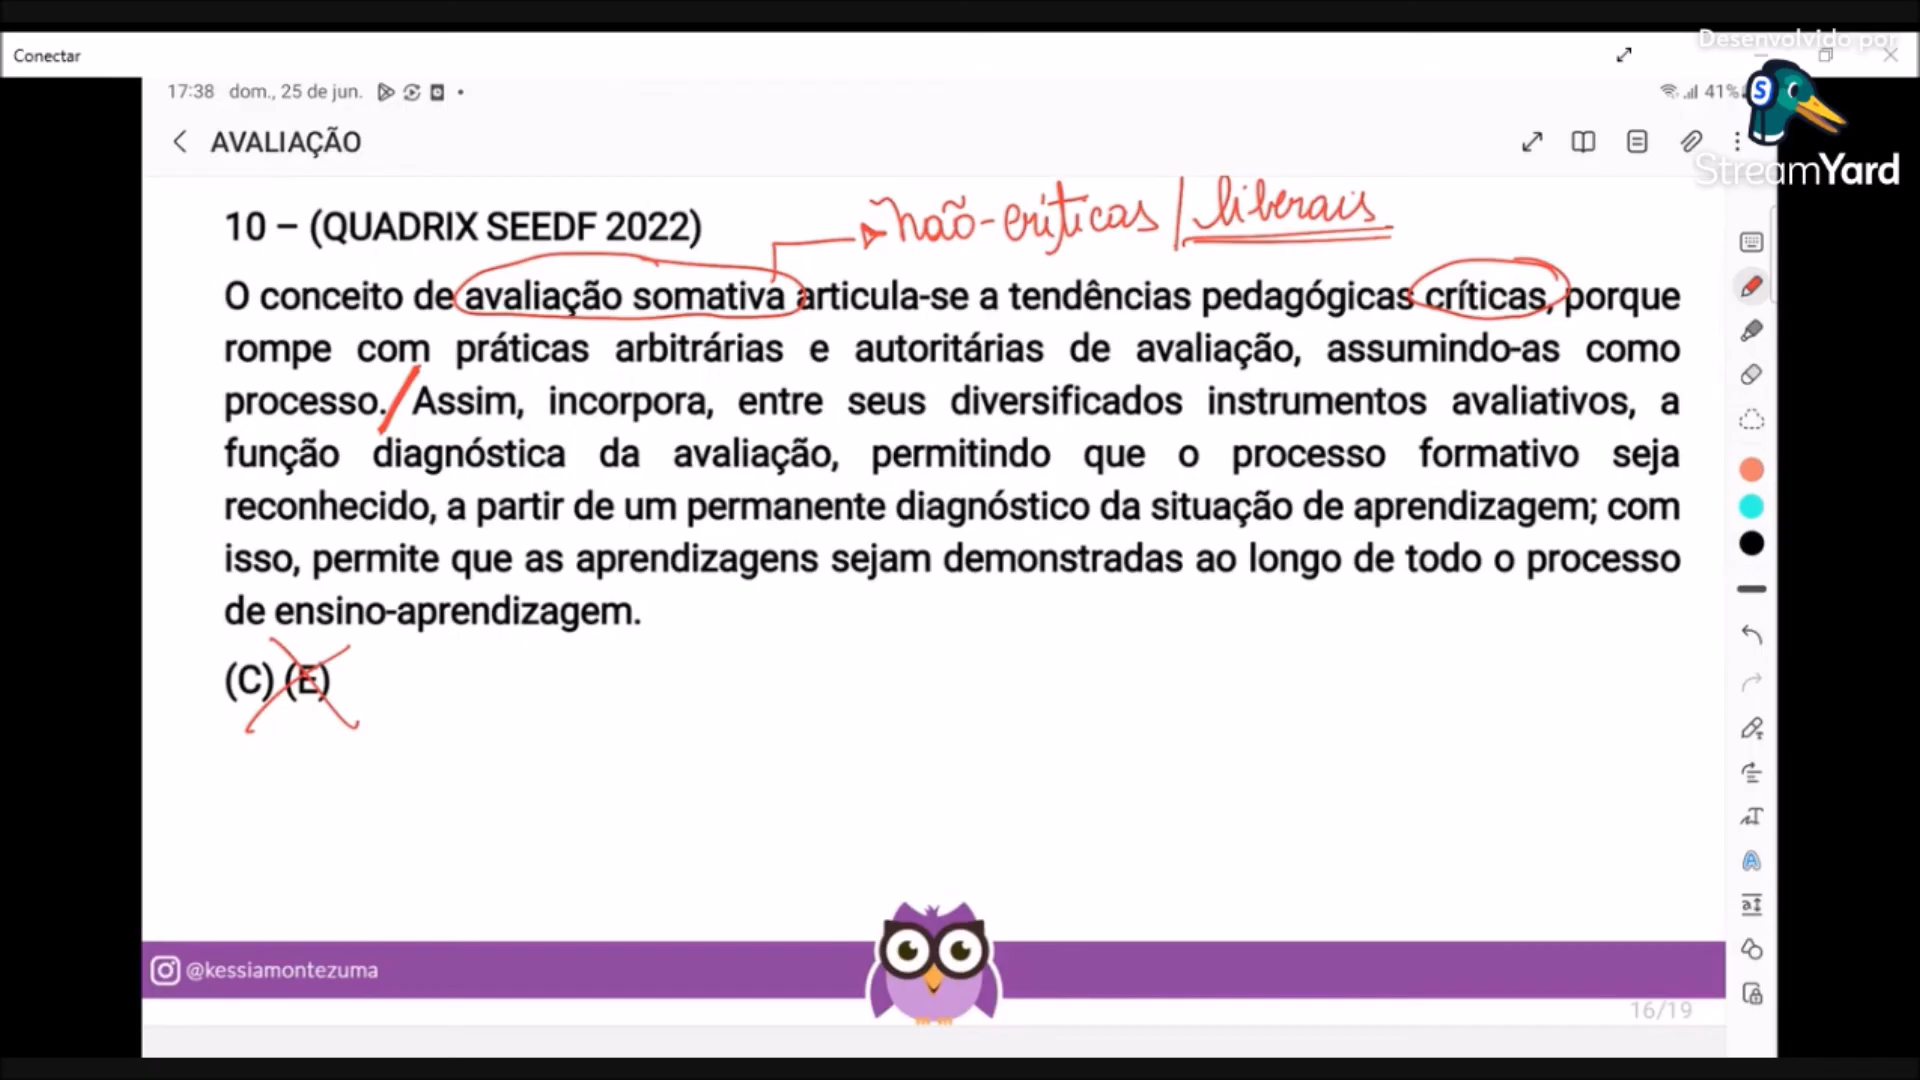 Desenvolvido por
Conectar
17:38 dom., 25 de jun.
41%
StreamYard
AVALIAÇÃO
não-críticas / liberais
10 – (QUADRIX SEEDF 2022)
O conceito de avaliação somativa articula-se a tendências pedagógicas críticas, porque
rompe com práticas arbitrárias e autoritárias de avaliação, assumindo-as como
processo. Assim, incorpora, entre seus diversificados instrumentos avaliativos, a
função diagnóstica da avaliação, permitindo que o processo formativo seja
reconhecido, a partir de um permanente diagnóstico da situação de aprendizagem; com
isso, permite que as aprendizagens sejam demonstradas ao longo de todo o processo
de ensino-aprendizagem.
(C) (E)
@kessiamontezuma
16/19